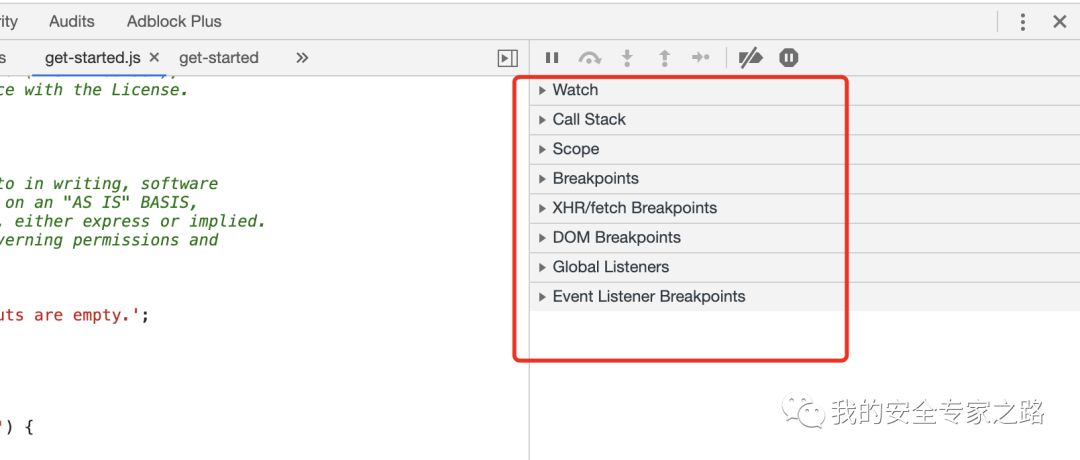 Audits Adblock Plus
get-started.js × get-started »
ce with the License.
Watch
Call Stack
Scope
Breakpoints
XHR/fetch Breakpoints
DOM Breakpoints
Global Listeners
Event Listener Breakpoints
to in writing, software
on an "AS IS" BASIS,
, either express or implied.
verning permissions and
uts are empty.';
') {
我的安全专家之路